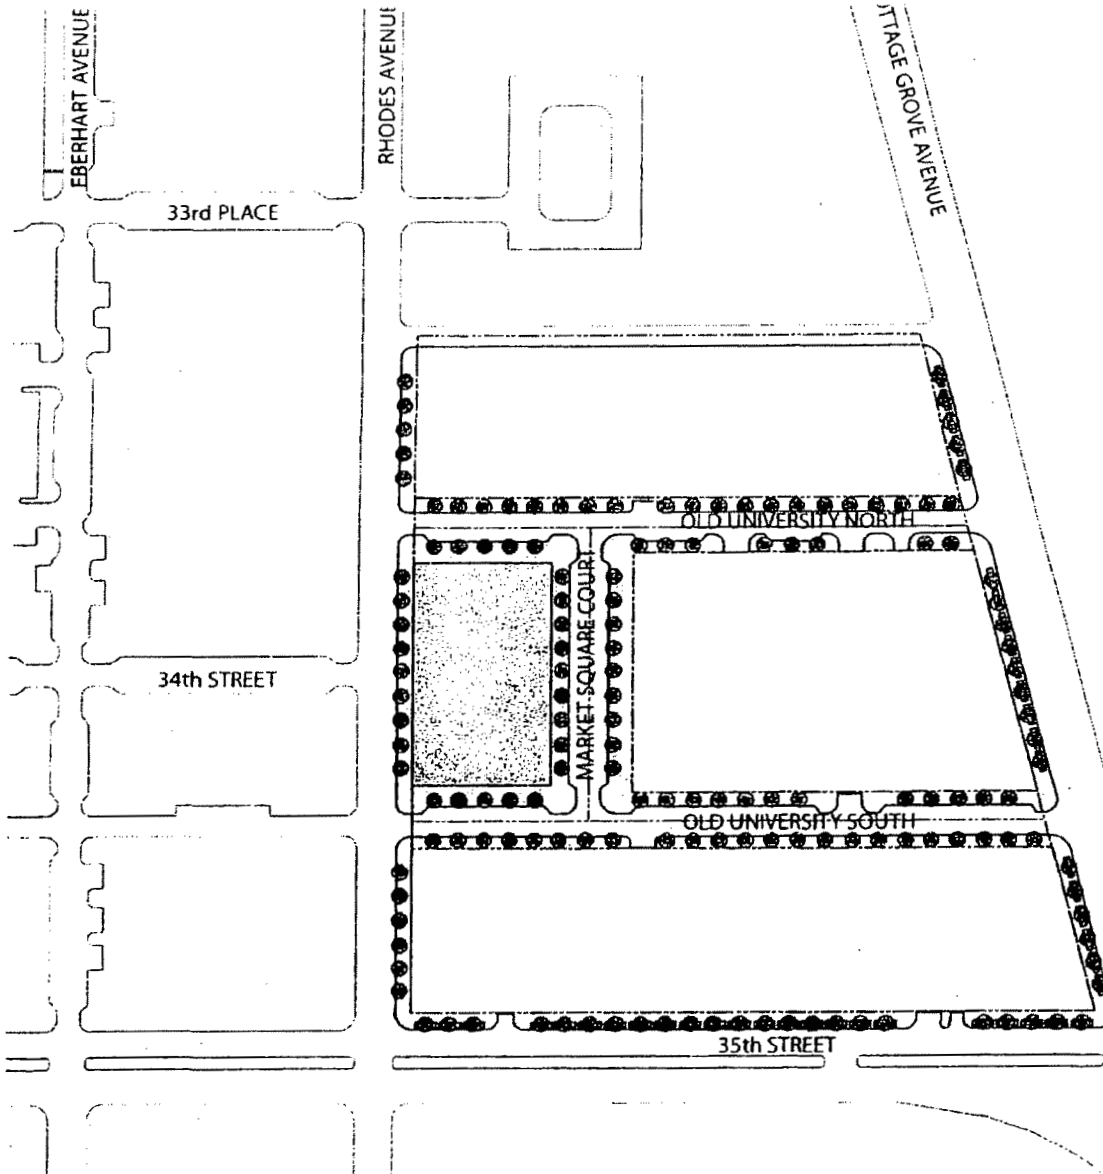 EBERHART AVENUE
RHODES AVENUE
OTTAGE GROVE AVENUE
33rd PLACE
OLD UNIVERSITY NORTH
MARKET SQUARE COURT
34th STREET
OLD UNIVERSITY SOUTH
35th STREET